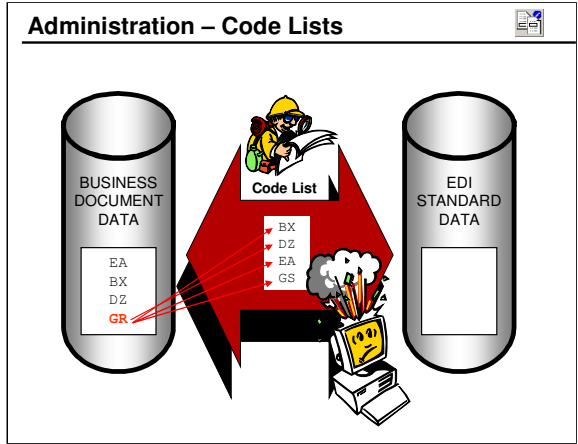 Administration – Code Lists
BUSINESS
DOCUMENT
DATA
EA
BX
DZ
GR
Code List
BX
DZ
EA
GS
EDI
STANDARD
DATA